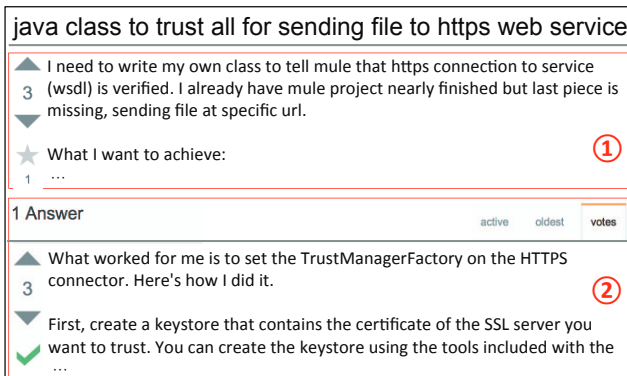 java class to trust all for sending file to https web service
I need to write my own class to tell mule that https connection to service
3 (wsdl) is verified. I already have mule project nearly finished but last piece is
missing, sending file at specific url.
①
What I want to achieve:
1 ...
1 Answer active oldest votes
What worked for me is to set the TrustManagerFactory on the HTTPS
3 connector. Here's how I did it.
②
First, create a keystore that contains the certificate of the SSL server you
want to trust. You can create the keystore using the tools included with the
...